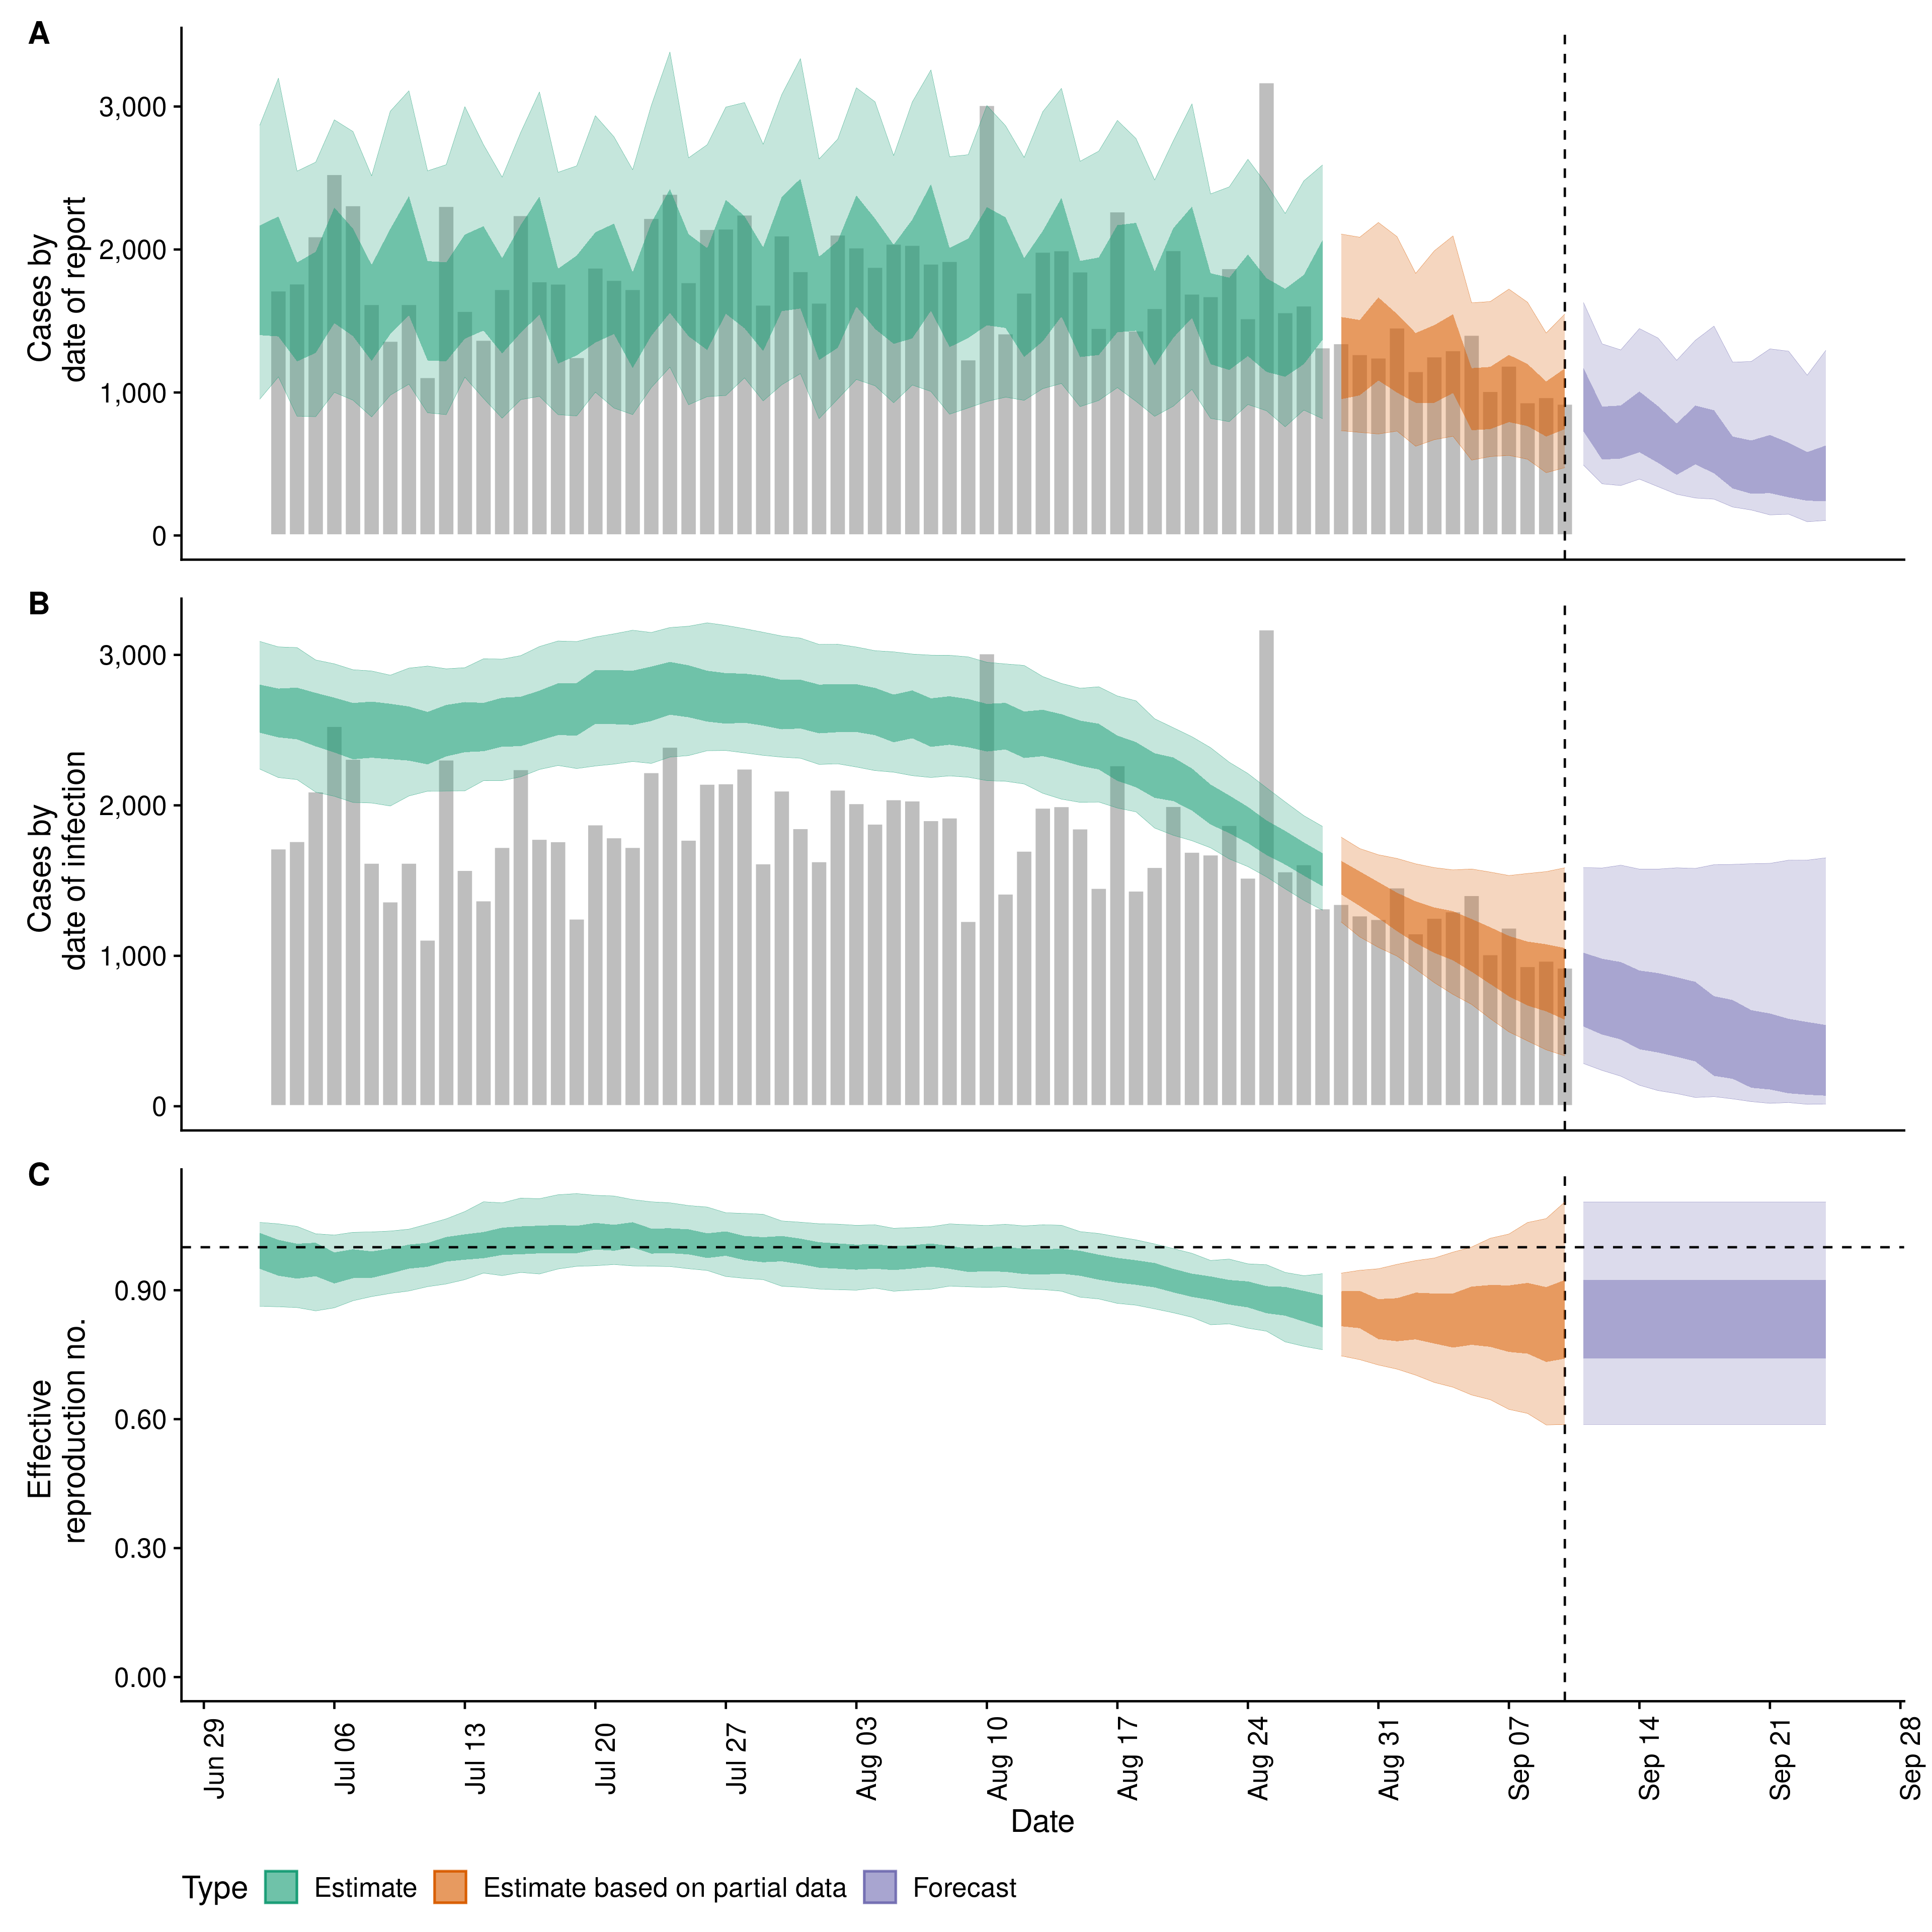 A
Cases by
date of report
3,000
2,000
1,000
0
B
Cases by
date of infection
3,000
2,000
1,000
0
C
Effective
reproduction no.
0.90
0.60
0.30
0.00
Jun 29
Jul 06
Jul 13
Jul 20
Jul 27
Aug 03
Aug 10
Aug 17
Aug 24
Aug 31
Sep 07
Sep 14
Sep 21
Sep 28
Date
Type Estimate Estimate based on partial data Forecast